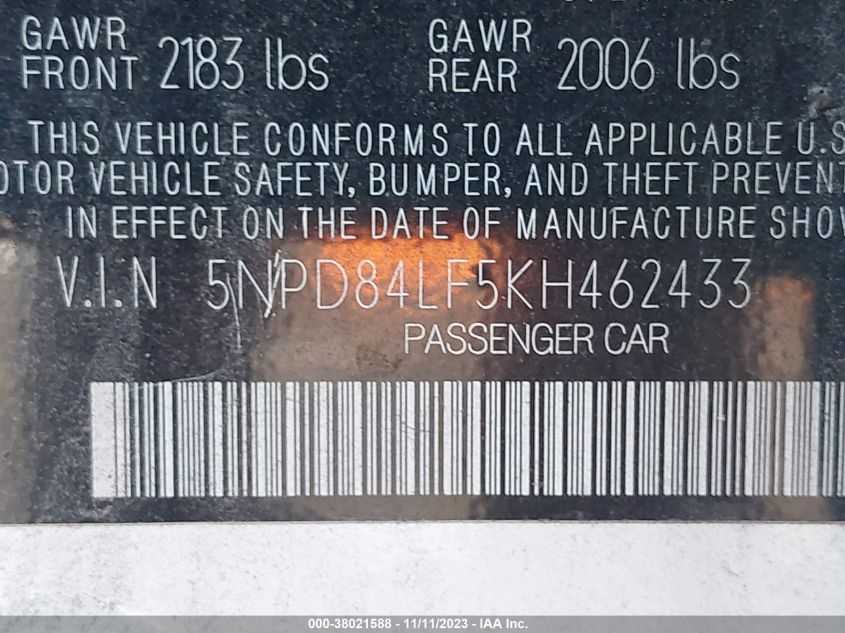 GAWR FRONT 2183 lbs GAWR REAR 2006 lbs
THIS VEHICLE CONFORMS TO ALL APPLICABLE U.S
OTOR VEHICLE SAFETY, BUMPER, AND THEFT PREVENT
IN EFFECT ON THE DATE OF MANUFACTURE SHOW
V.I.N 5NPD84LF5KH462433
PASSENGER CAR
000-38021588 - 11/11/2023 - IAA Inc.